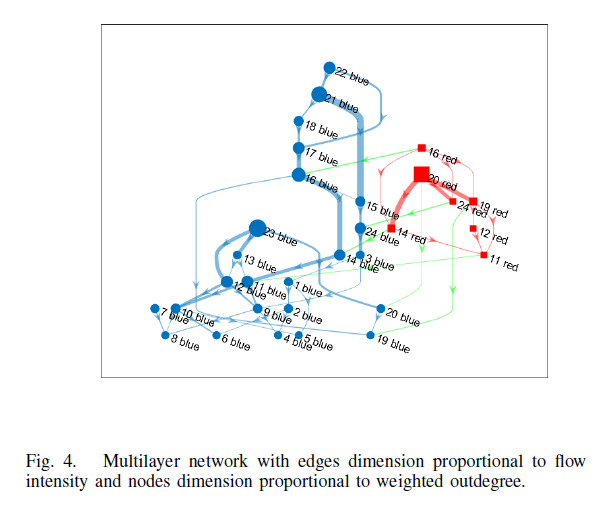 22 blue
21 blue
18 blue
17 blue
16 red
16 blue
20 red
15 blue
24 red
19 red
23 blue
24 blue
14 red
12 red
13 blue
14 blue
3 blue
11 red
12 blue
11 blue
1 blue
7 blue
10 blue
9 blue
2 blue
20 blue
8 blue
6 blue
4 blue
5 blue
19 blue
Fig. 4. Multilayer network with edges dimension proportional to flow
intensity and nodes dimension proportional to weighted outdegree.